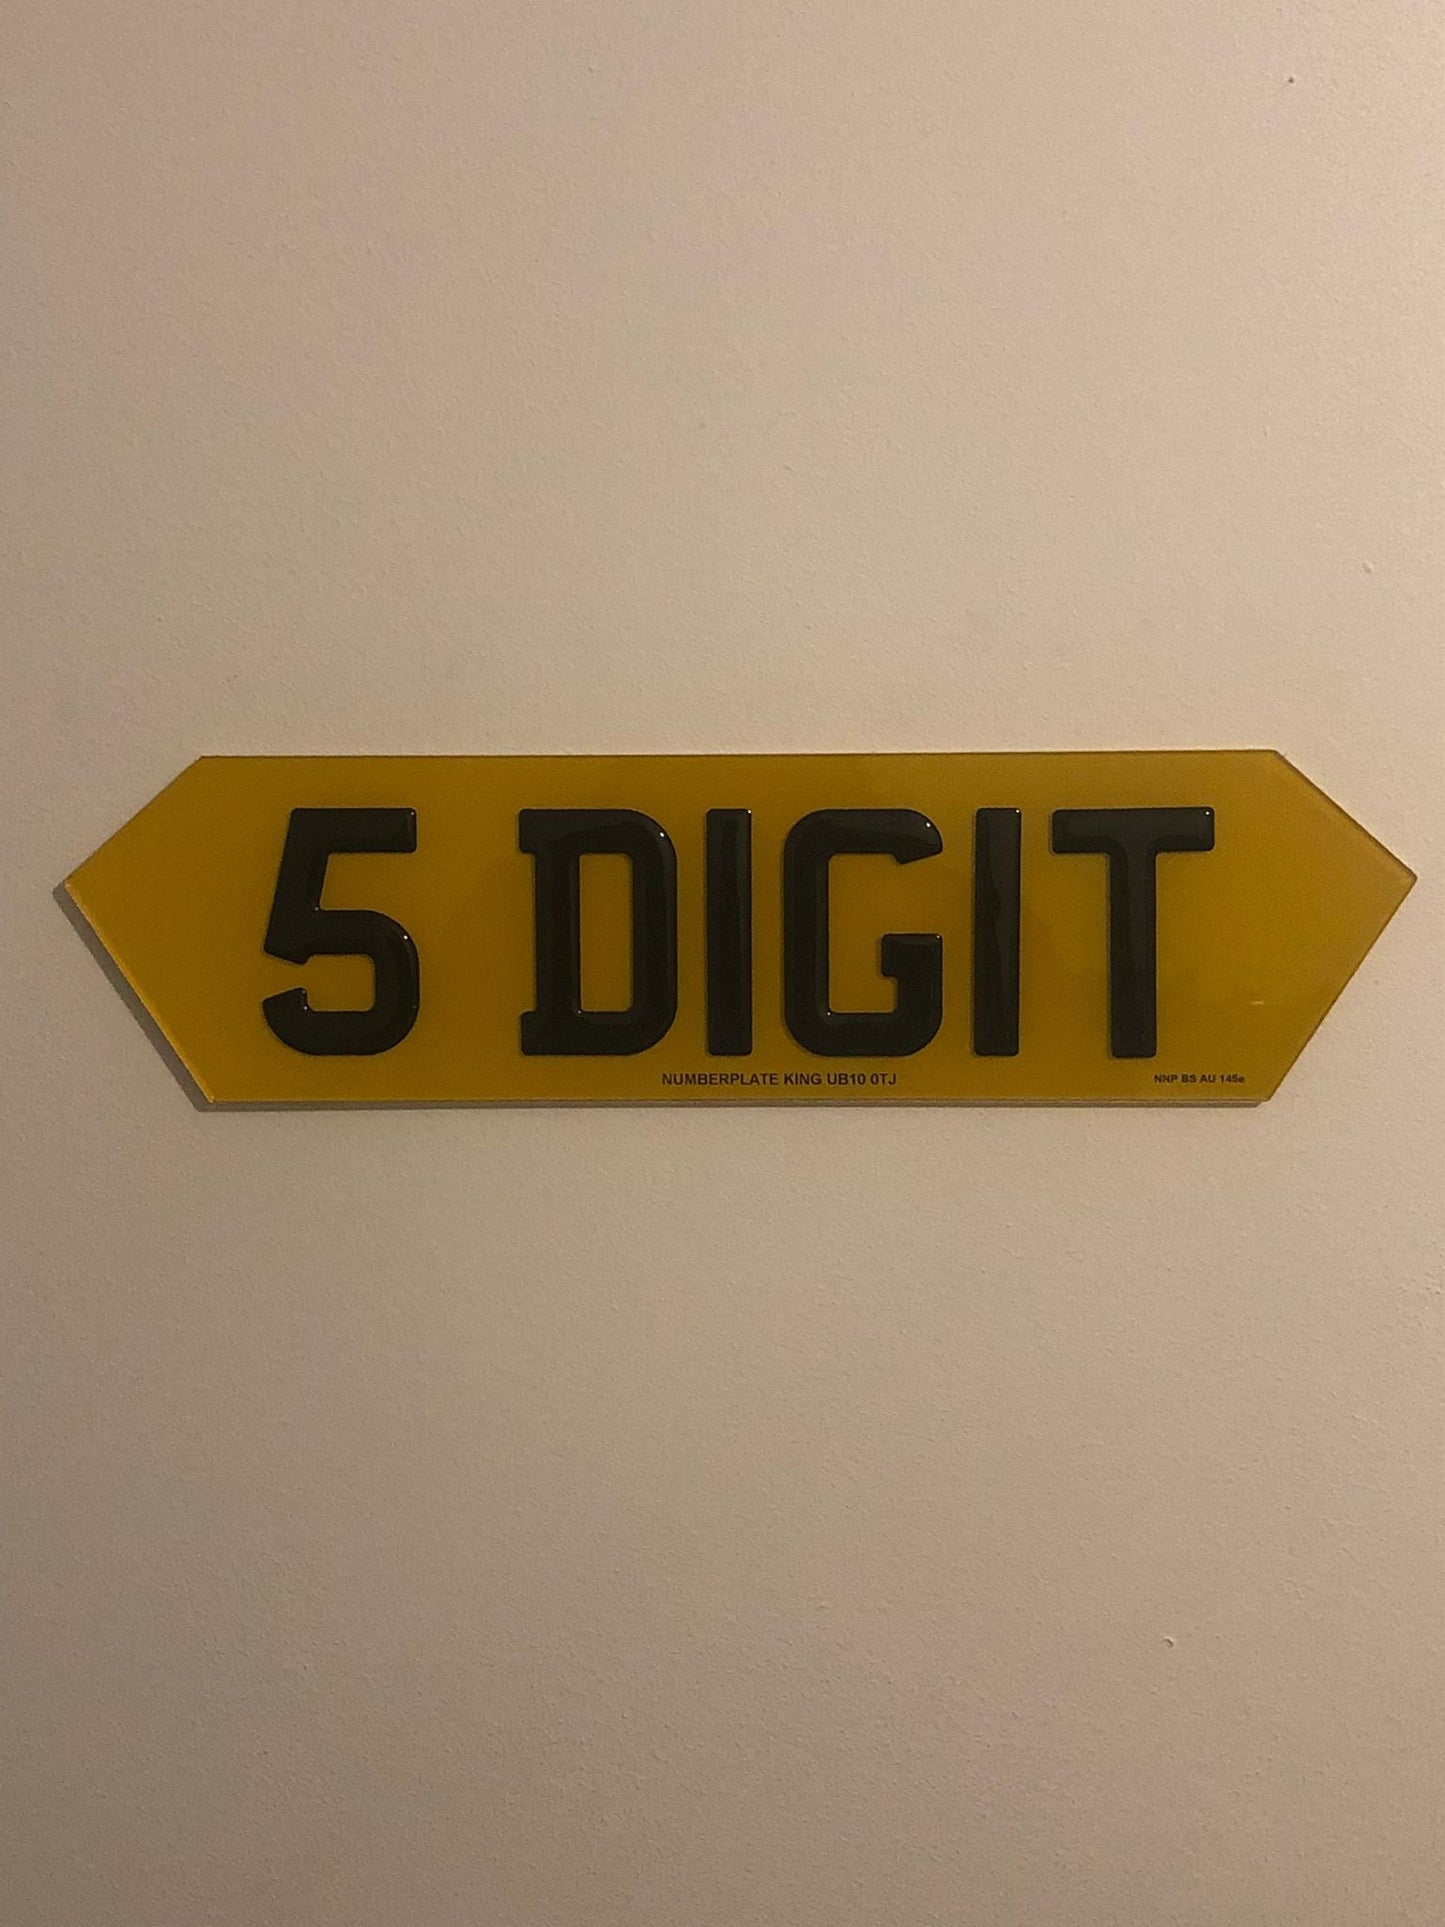 5 DIGIT
NUMBERPLATE KING UB10 0TJ
NNP BS AU 145e